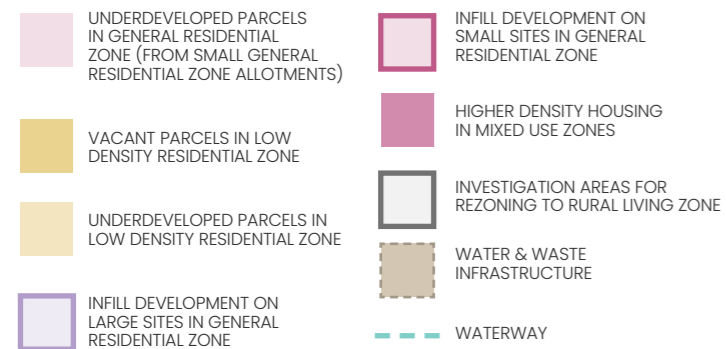 UNDERDEVELOPED PARCELS
IN GENERAL RESIDENTIAL
ZONE (FROM SMALL GENERAL
RESIDENTIAL ZONE ALLOTMENTS)
VACANT PARCELS IN LOW
DENSITY RESIDENTIAL ZONE
UNDERDEVELOPED PARCELS IN
LOW DENSITY RESIDENTIAL ZONE
INFILL DEVELOPMENT ON
LARGE SITES IN GENERAL
RESIDENTIAL ZONE
INFILL DEVELOPMENT ON
SMALL SITES IN GENERAL
RESIDENTIAL ZONE
HIGHER DENSITY HOUSING
IN MIXED USE ZONES
INVESTIGATION AREAS FOR
REZONING TO RURAL LIVING ZONE
WATER & WASTE
INFRASTRUCTURE
WATERWAY